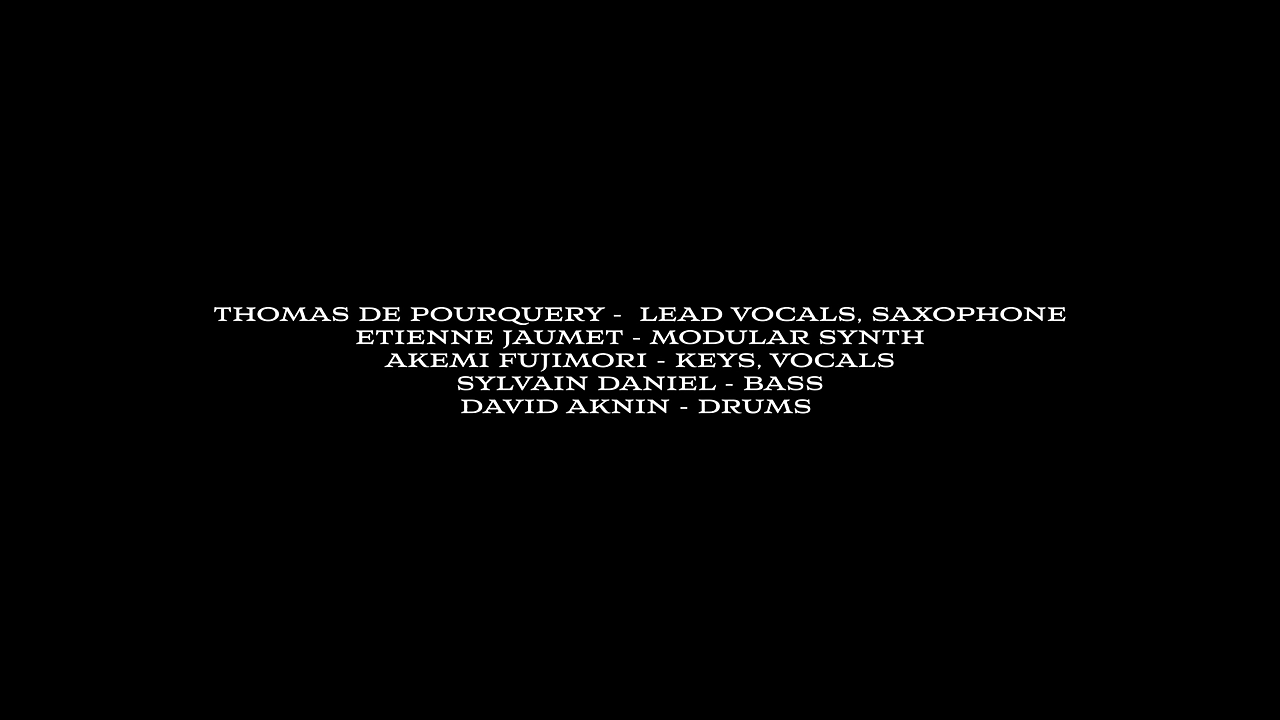 THOMAS DE POURQUERY -  LEAD VOCALS, SAXOPHONE
ETIENNE JAUMET - MODULAR SYNTH
AKEMI FUJIMORI - KEYS, VOCALS
SYLVAIN DANIEL - BASS
DAVID AKNIN - DRUMS